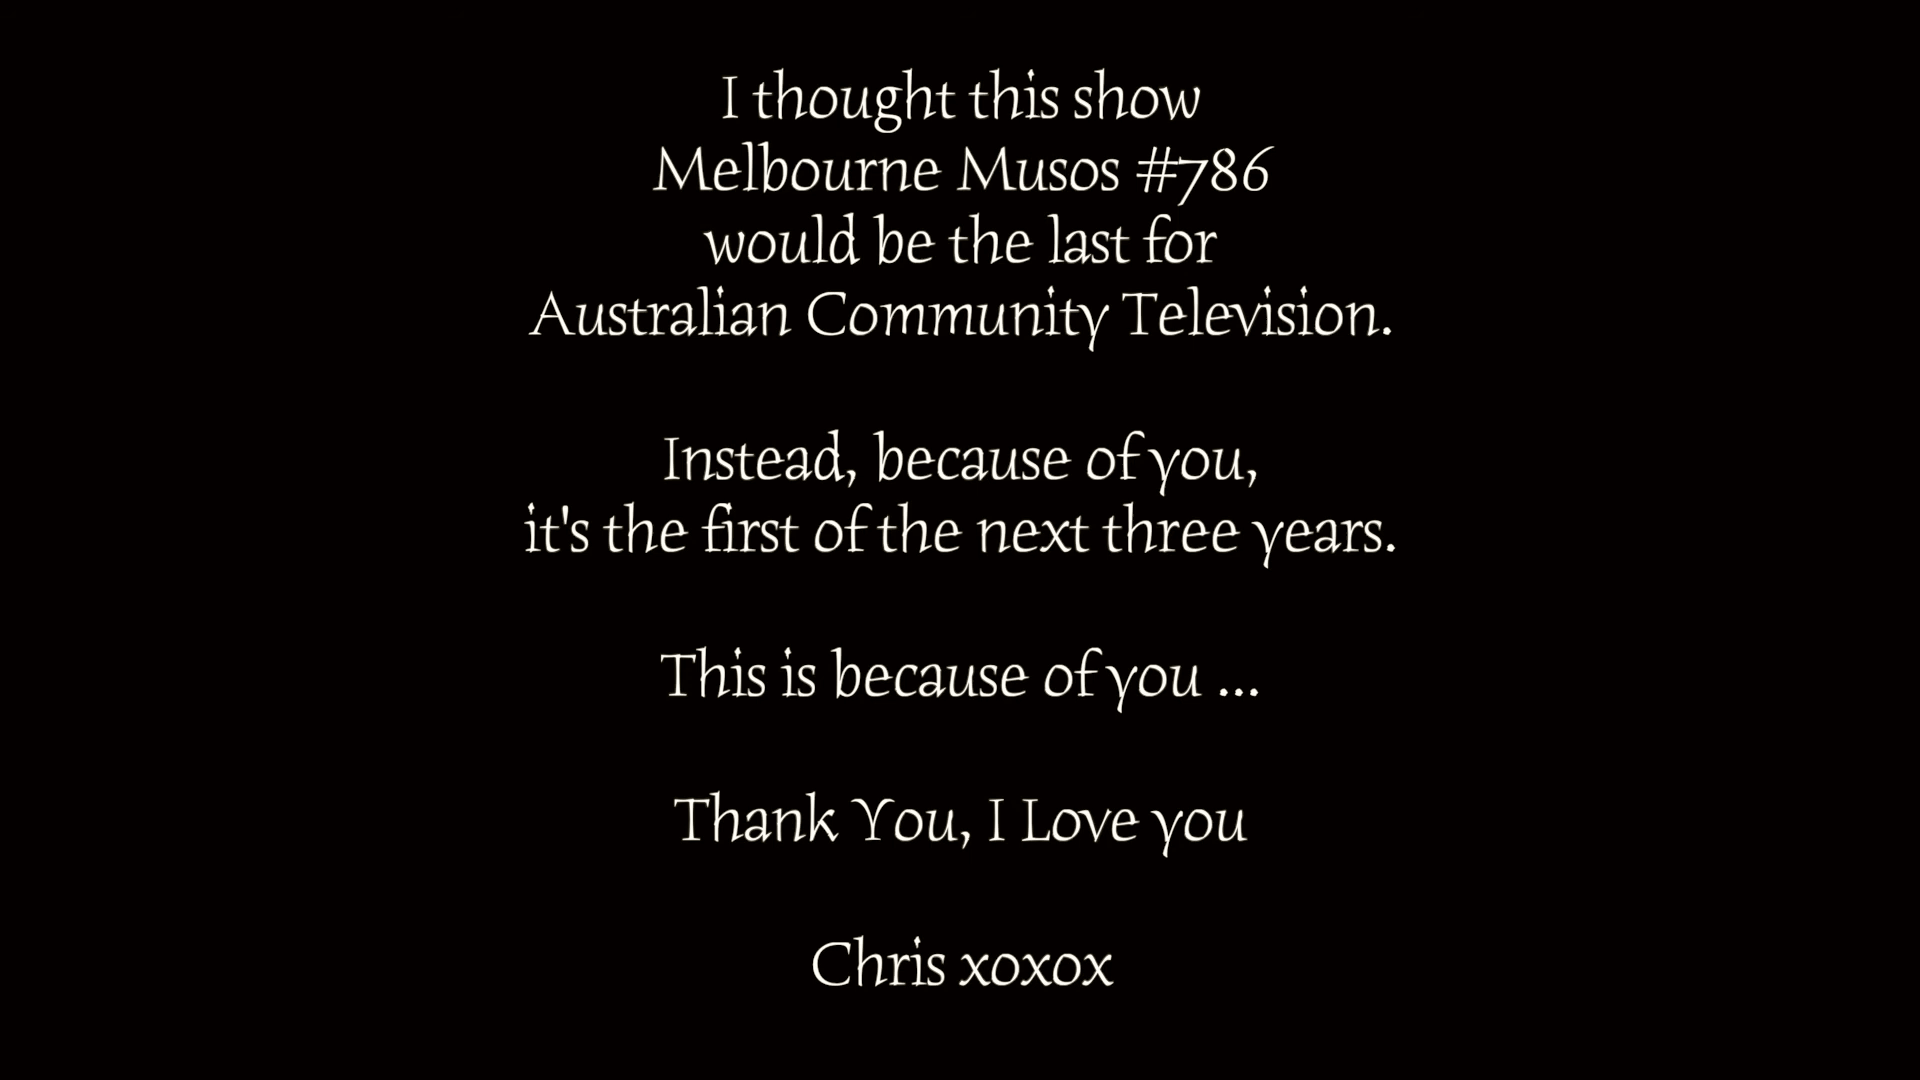 I thought this show
Melbourne Musos #786
would be the last for
Australian Community Television.
Instead, because of you,
it's the first of the next three years.
This is because of you ...
Thank You, I Love you
Chris xoxox